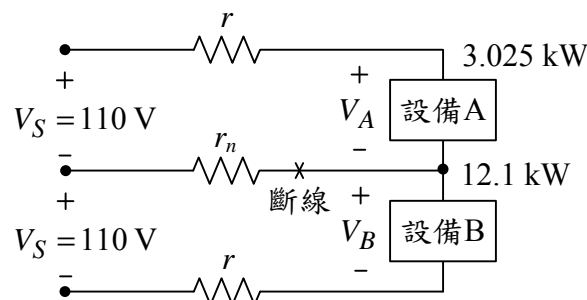 r
3.025 kW
+
+
V_S = 110 V
V_A
設備A
−
r_n
−
12.1 kW
+
斷線
+
V_S = 110 V
V_B
設備B
−
r
−